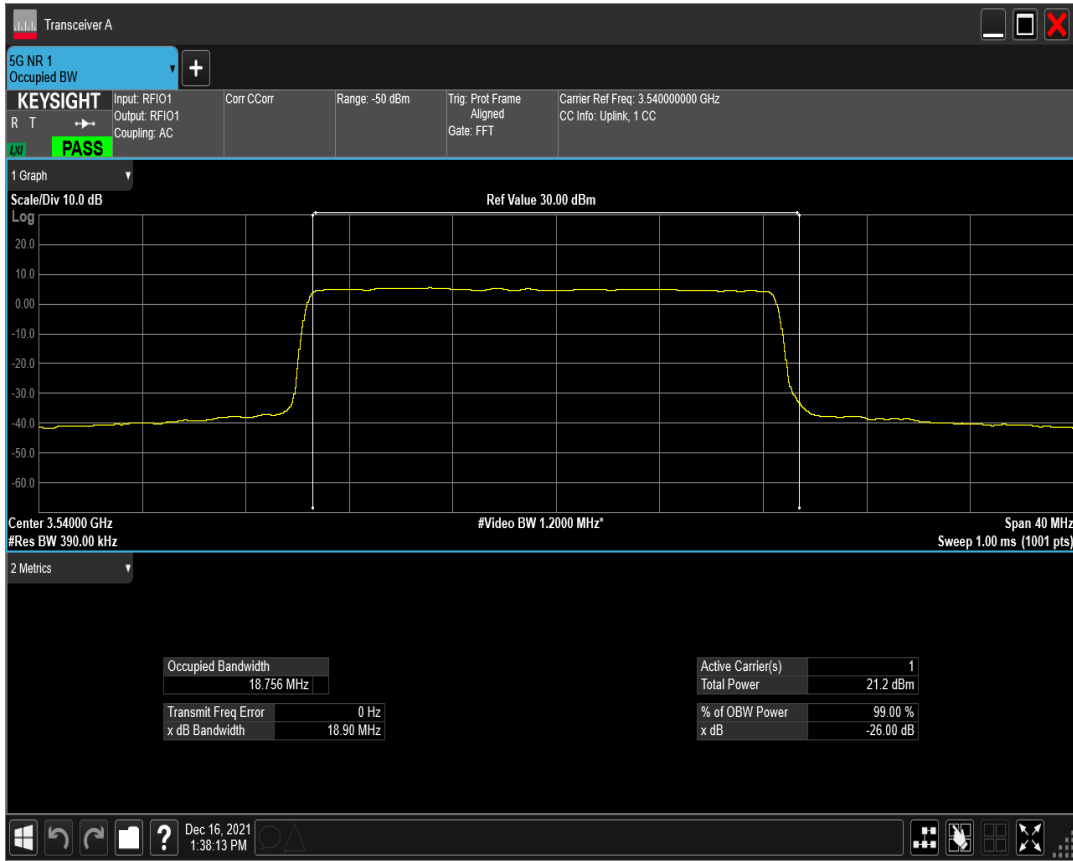 Transceiver A
5G NR 1
Occupied BW
KEYSIGHT
R T
LXI
PASS
Input: RFIO1
Output: RFIO1
Coupling: AC
Corr CCorr
Range: -50 dBm
Trig: Prot Frame
Aligned
Gate: FFT
Carrier Ref Freq: 3.540000000 GHz
CC Info: Uplink, 1 CC
1 Graph
Scale/Div 10.0 dB
Ref Value 30.00 dBm
Log
20.0
10.0
0.00
-10.0
-20.0
-30.0
-40.0
-50.0
-60.0
Center 3.54000 GHz
#Video BW 1.2000 MHz*
Span 40 MHz
#Res BW 390.00 kHz
Sweep 1.00 ms (1001 pts)
2 Metrics
Occupied Bandwidth
18.756 MHz
Transmit Freq Error 0 Hz
x dB Bandwidth 18.90 MHz
Active Carrier(s) 1
Total Power 21.2 dBm
% of OBW Power 99.00 %
x dB -26.00 dB
?
Dec 16, 2021
1:38:13 PM